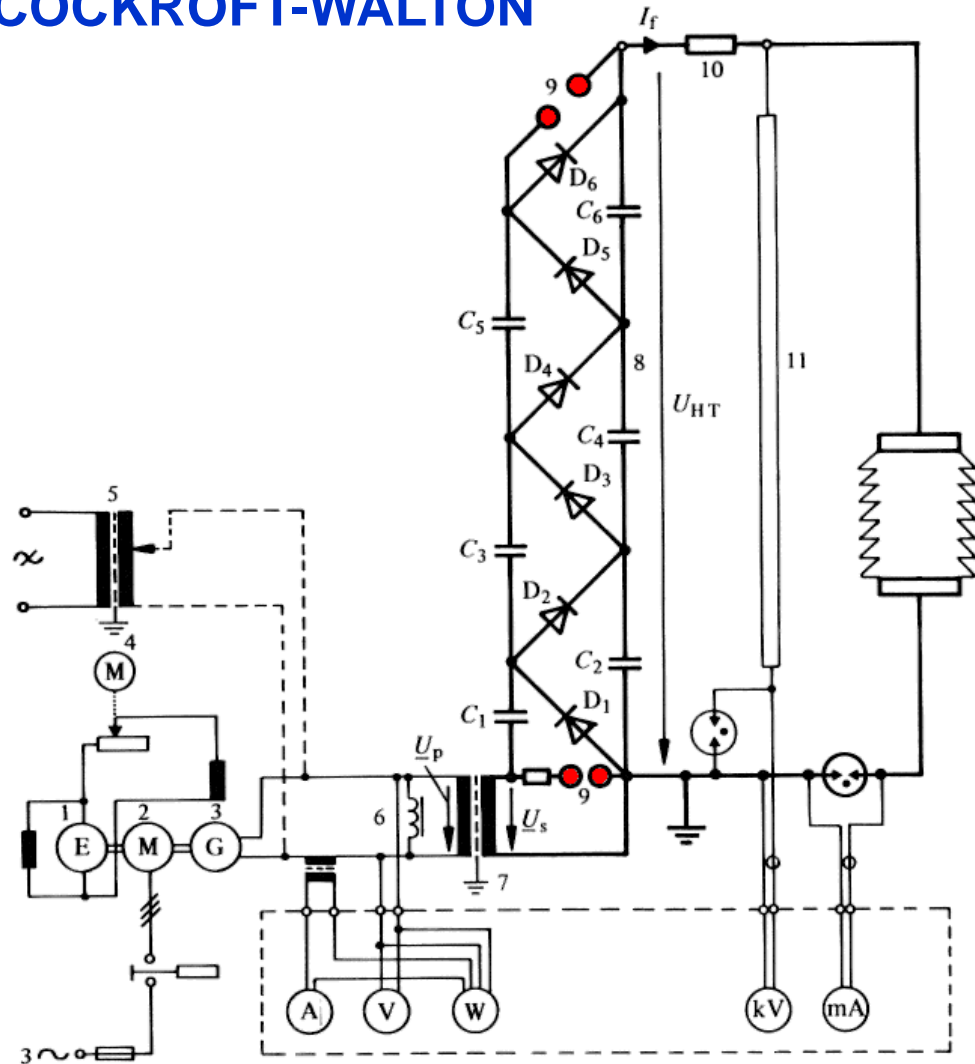 COCKROFT-WALTON
I_f
10
9
D_6
C_6
D_5
C_5
D_4
8
11
U_HT
C_4
D_3
5
C_3
D_2
4
M
C_2
D_1
C_1
U_p
9
U_s
1
2
3
6
E
M
G
7
A
V
W
kV
mA
3